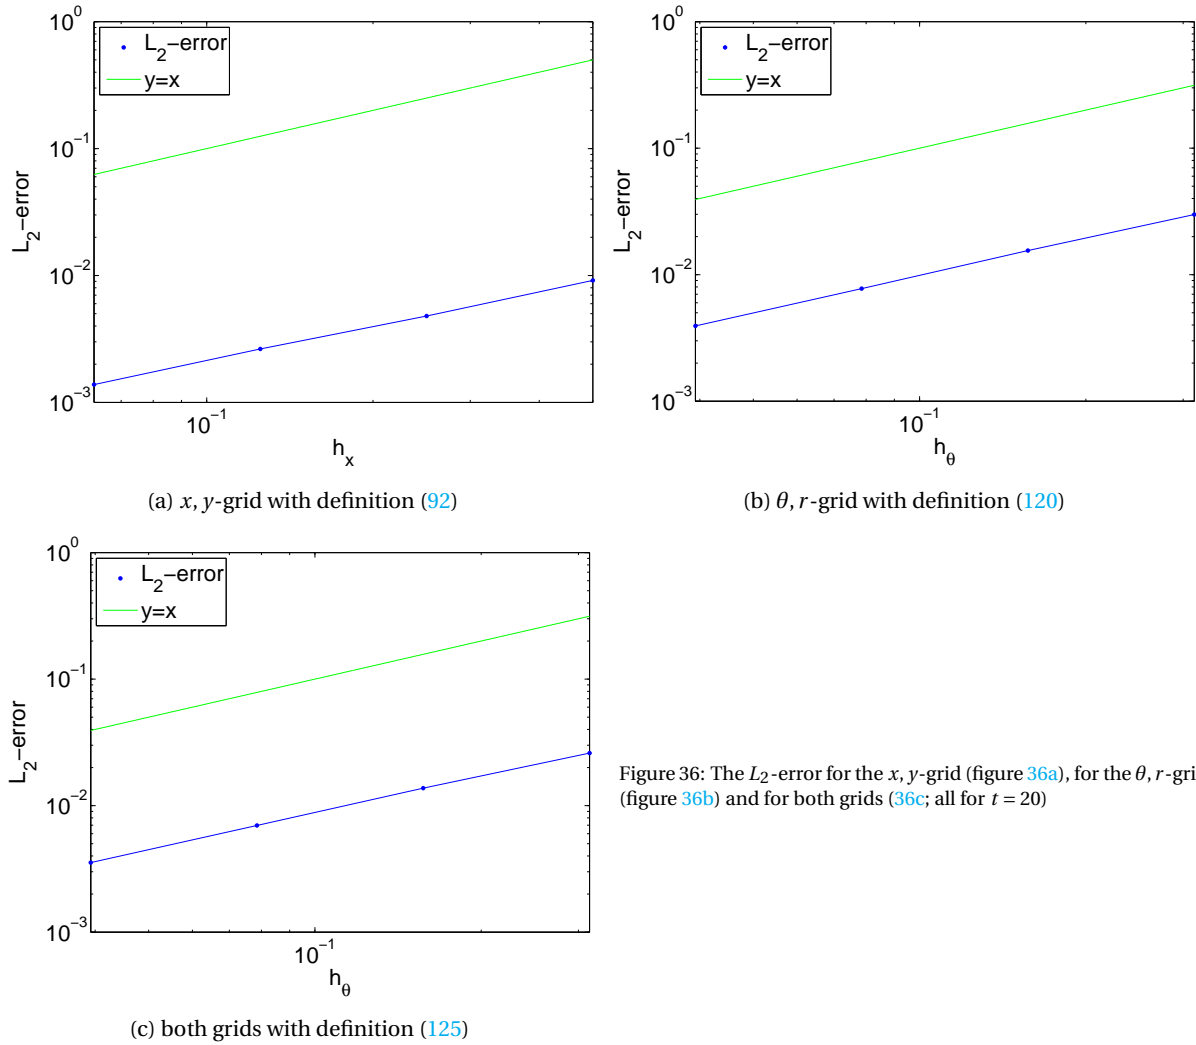 10^0
10^-1
10^-2
10^-3
L_2-error
L_2-error
y=x
10^-1
h_x
(a) x, y-grid with definition (92)
10^0
10^-1
10^-2
10^-3
L_2-error
L_2-error
y=x
10^-1
h_θ
(b) θ, r-grid with definition (120)
10^0
10^-1
10^-2
10^-3
L_2-error
L_2-error
y=x
10^-1
h_θ
(c) both grids with definition (125)
Figure 36: The L_2-error for the x, y-grid (figure 36a), for the θ, r-gri
(figure 36b) and for both grids (36c; all for t = 20)